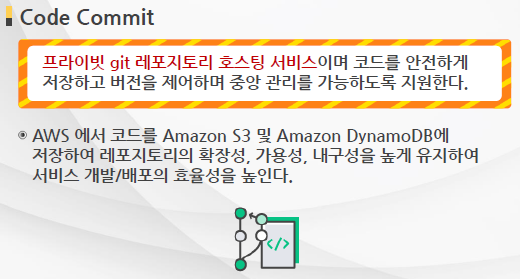 Code Commit
프라이빗 git 레포지토리 호스팅 서비스이며 코드를 안전하게
저장하고 버전을 제어하며 중앙 관리를 가능하도록 지원한다.
◉ AWS 에서 코드를 Amazon S3 및 Amazon DynamoDB에
저장하여 레포지토리의 확장성, 가용성, 내구성을 높게 유지하여
서비스 개발/배포의 효율성을 높인다.